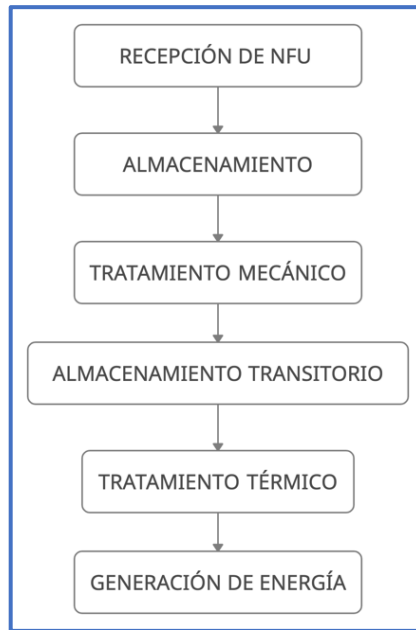 RECEPCIÓN DE NFU
ALMACENAMIENTO
TRATAMIENTO MECÁNICO
ALMACENAMIENTO TRANSITORIO
TRATAMIENTO TÉRMICO
GENERACIÓN DE ENERGÍA